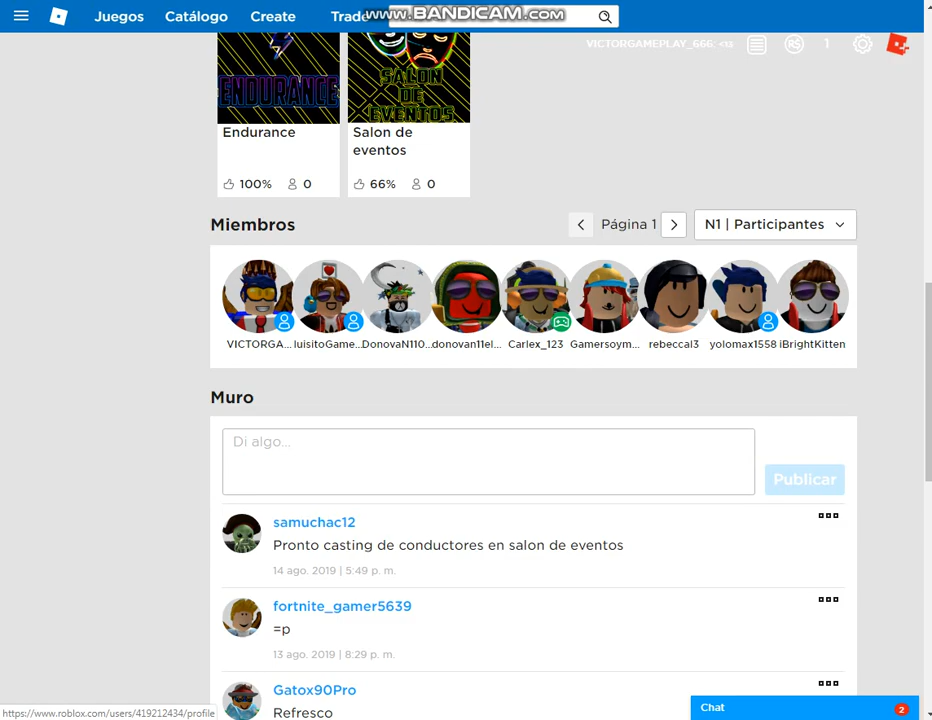 Juegos Catálogo Create Trade
WWW.BANDICAM.COM
VICTORGAMEPLAY_666: <13 1
ENDURANCE
SALON
DE
EVENTOS
Endurance
Salon de
eventos
100% 0
66% 0
Miembros
Página 1
N1 | Participantes
VICTORGA... luisitoGame... DonovaN110... donovan11el... Carlex_123 Gamersoym... rebeccal3 yolomax1558 iBrightKitten
Muro
Di algo...
Publicar
samuchac12
Pronto casting de conductores en salon de eventos
14 ago. 2019 | 5:49 p. m.
fortnite_gamer5639
=p
13 ago. 2019 | 8:29 p. m.
Gatox90Pro
Refresco
https://www.roblox.com/users/419212434/profile
Chat 2